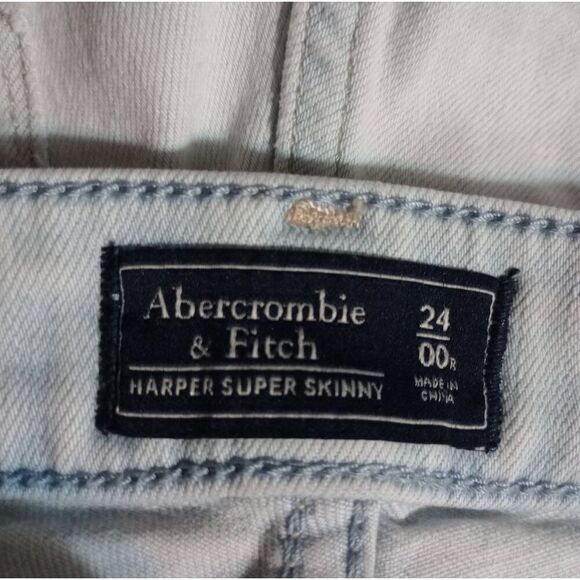 Abercrombie
& Fitch
HARPER SUPER SKINNY
24
00R
MADE IN
CHINA